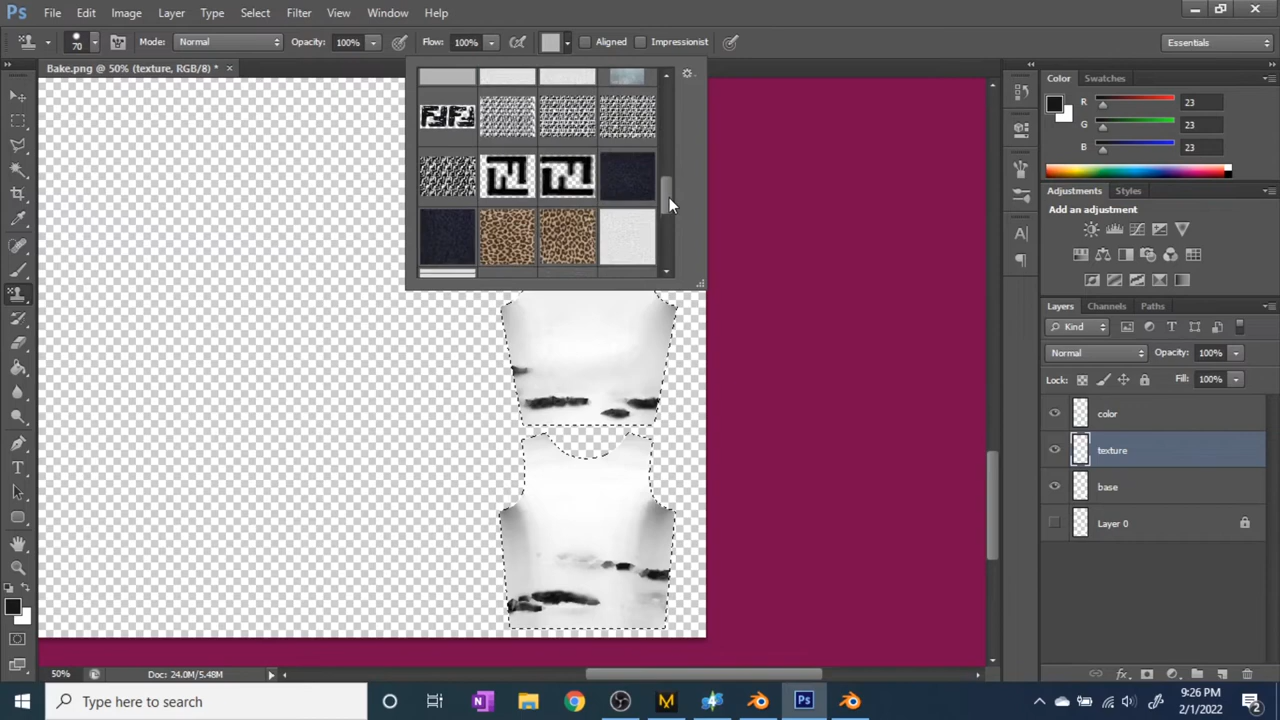 Ps File Edit Image Layer Type Select Filter View Window Help
70 Mode: Normal Opacity: 100% Flow: 100% Aligned Impressionist Essentials
Bake.png @ 50% (texture, RGB/8) * ×
Color Swatches
R 23
G 23
B 23
Adjustments Styles
Add an adjustment
Layers Channels Paths
Kind
Normal Opacity: 100%
Lock: Fill: 100%
color
texture
base
Layer 0
50% Doc: 24.0M/5.48M
Type here to search
9:26 PM
2/1/2022
2